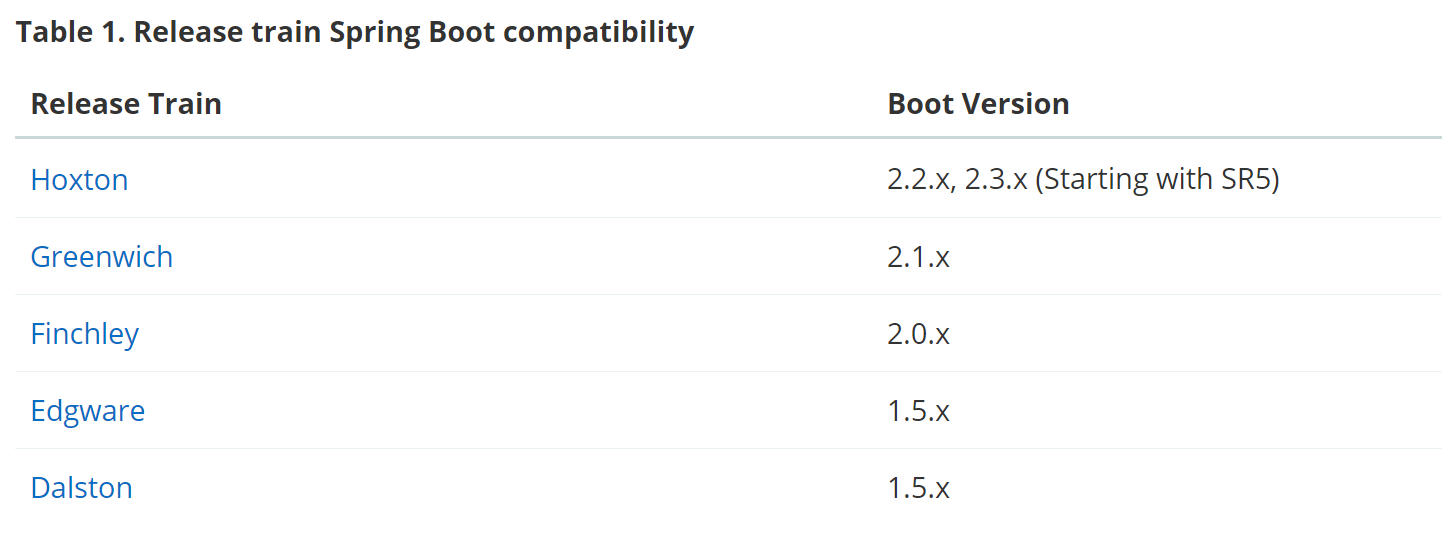 Table 1. Release train Spring Boot compatibility
Release Train Boot Version
Hoxton 2.2.x, 2.3.x (Starting with SR5)
Greenwich 2.1.x
Finchley 2.0.x
Edgware 1.5.x
Dalston 1.5.x